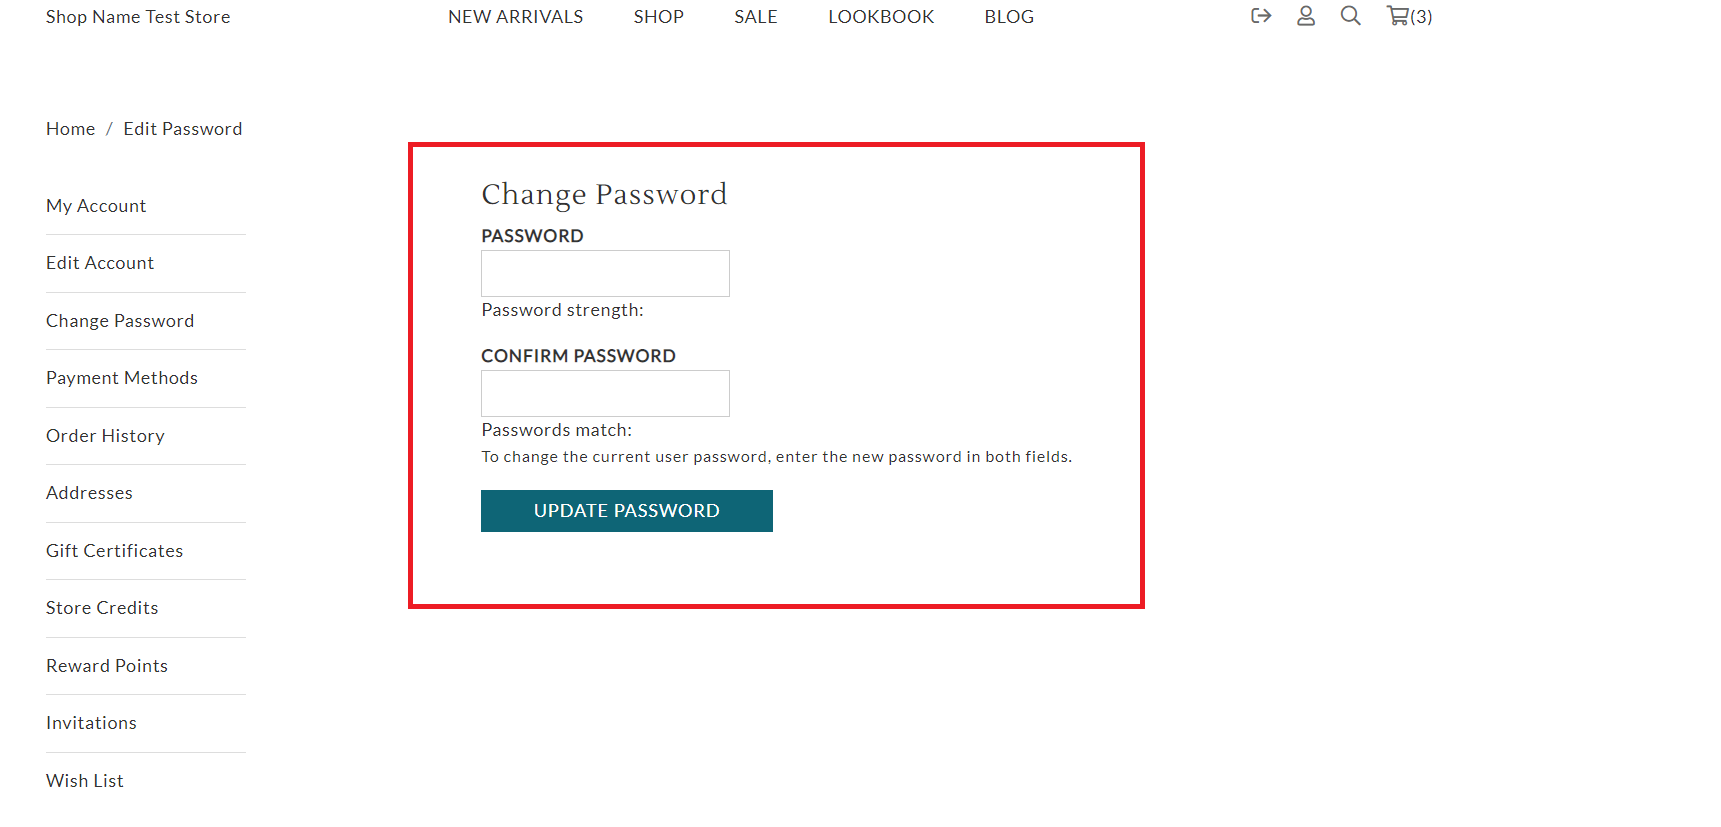 Shop Name Test Store
NEW ARRIVALS SHOP SALE LOOKBOOK BLOG
(3)
Home / Edit Password
My Account
Edit Account
Change Password
Payment Methods
Order History
Addresses
Gift Certificates
Store Credits
Reward Points
Invitations
Wish List
Change Password
PASSWORD
Password strength:
CONFIRM PASSWORD
Passwords match:
To change the current user password, enter the new password in both fields.
UPDATE PASSWORD